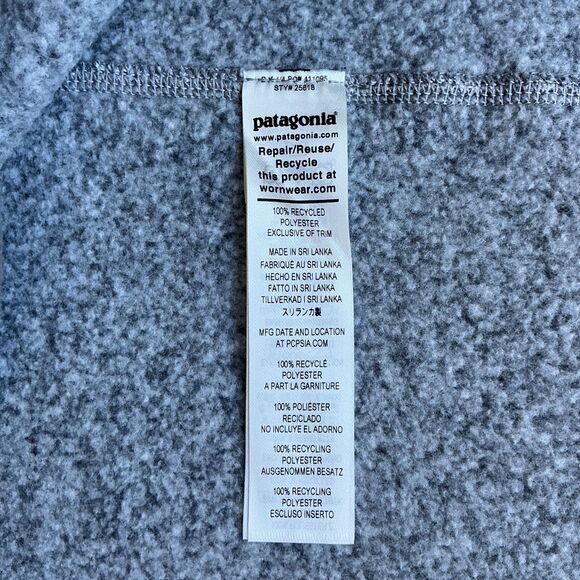 STY# 25618
patagonia
www.patagonia.com
Repair/Reuse/
Recycle
this product at
wornwear.com
100% RECYCLED
POLYESTER
EXCLUSIVE OF TRIM
MADE IN SRI LANKA
FABRIQUÉ AU SRI LANKA
HECHO EN SRI LANKA
FATTO IN SRI LANKA
TILLVERKAD I SRI LANKA
スリランカ製
MFG DATE AND LOCATION
AT PCPSIA.COM
100% RECYCLÉ
POLYESTER
A PART LA GARNITURE
100% POLIÉSTER
RECICLADO
NO INCLUYE EL ADORNO
100% RECYCLING
POLYESTER
AUSGENOMMEN BESATZ
100% RECYCLING
POLYESTER
ESCLUSO INSERTO